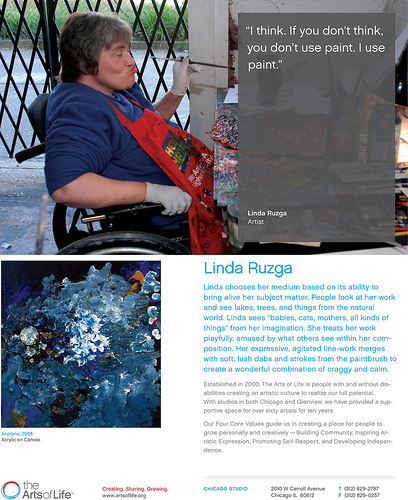 “I think. If you don't think,
you don't use paint. I use
paint.”
Linda Ruzga
Artist
Linda Ruzga
Linda chooses her medium based on its ability to
bring alive her subject matter. People look at her work
and see lakes, trees, and things from the natural
world. Linda sees “babies, cats, mothers, all kinds of
things” from her imagination. She treats her work
playfully, amused by what others see within her com-
position. Her expressive, agitated line-work merges
with soft, lush dabs and strokes from the paintbrush to
create a wonderful combination of craggy and calm.
Established in 2000, The Arts of Life is people with and without dis-
abilities creating an artistic culture to realize our full potential.
With studios in both Chicago and Glenview, we have provided a sup-
portive space for over sixty artists for ten years.
Our Four Core Values guide us in creating a place for people to
grow personally and creatively — Building Community, Inspiring Ar-
tistic Expression, Promoting Self-Respect, and Developing Indepen-
dence.
Airplane, 2008
Acrylic on Canvas
the
ArtsofLife
Creating. Sharing. Growing.
www.artsoflife.org
CHICAGO STUDIO
2010 W Carroll Avenue
Chicago IL 60612
T (312) 829-2787
F (312) 829-0257